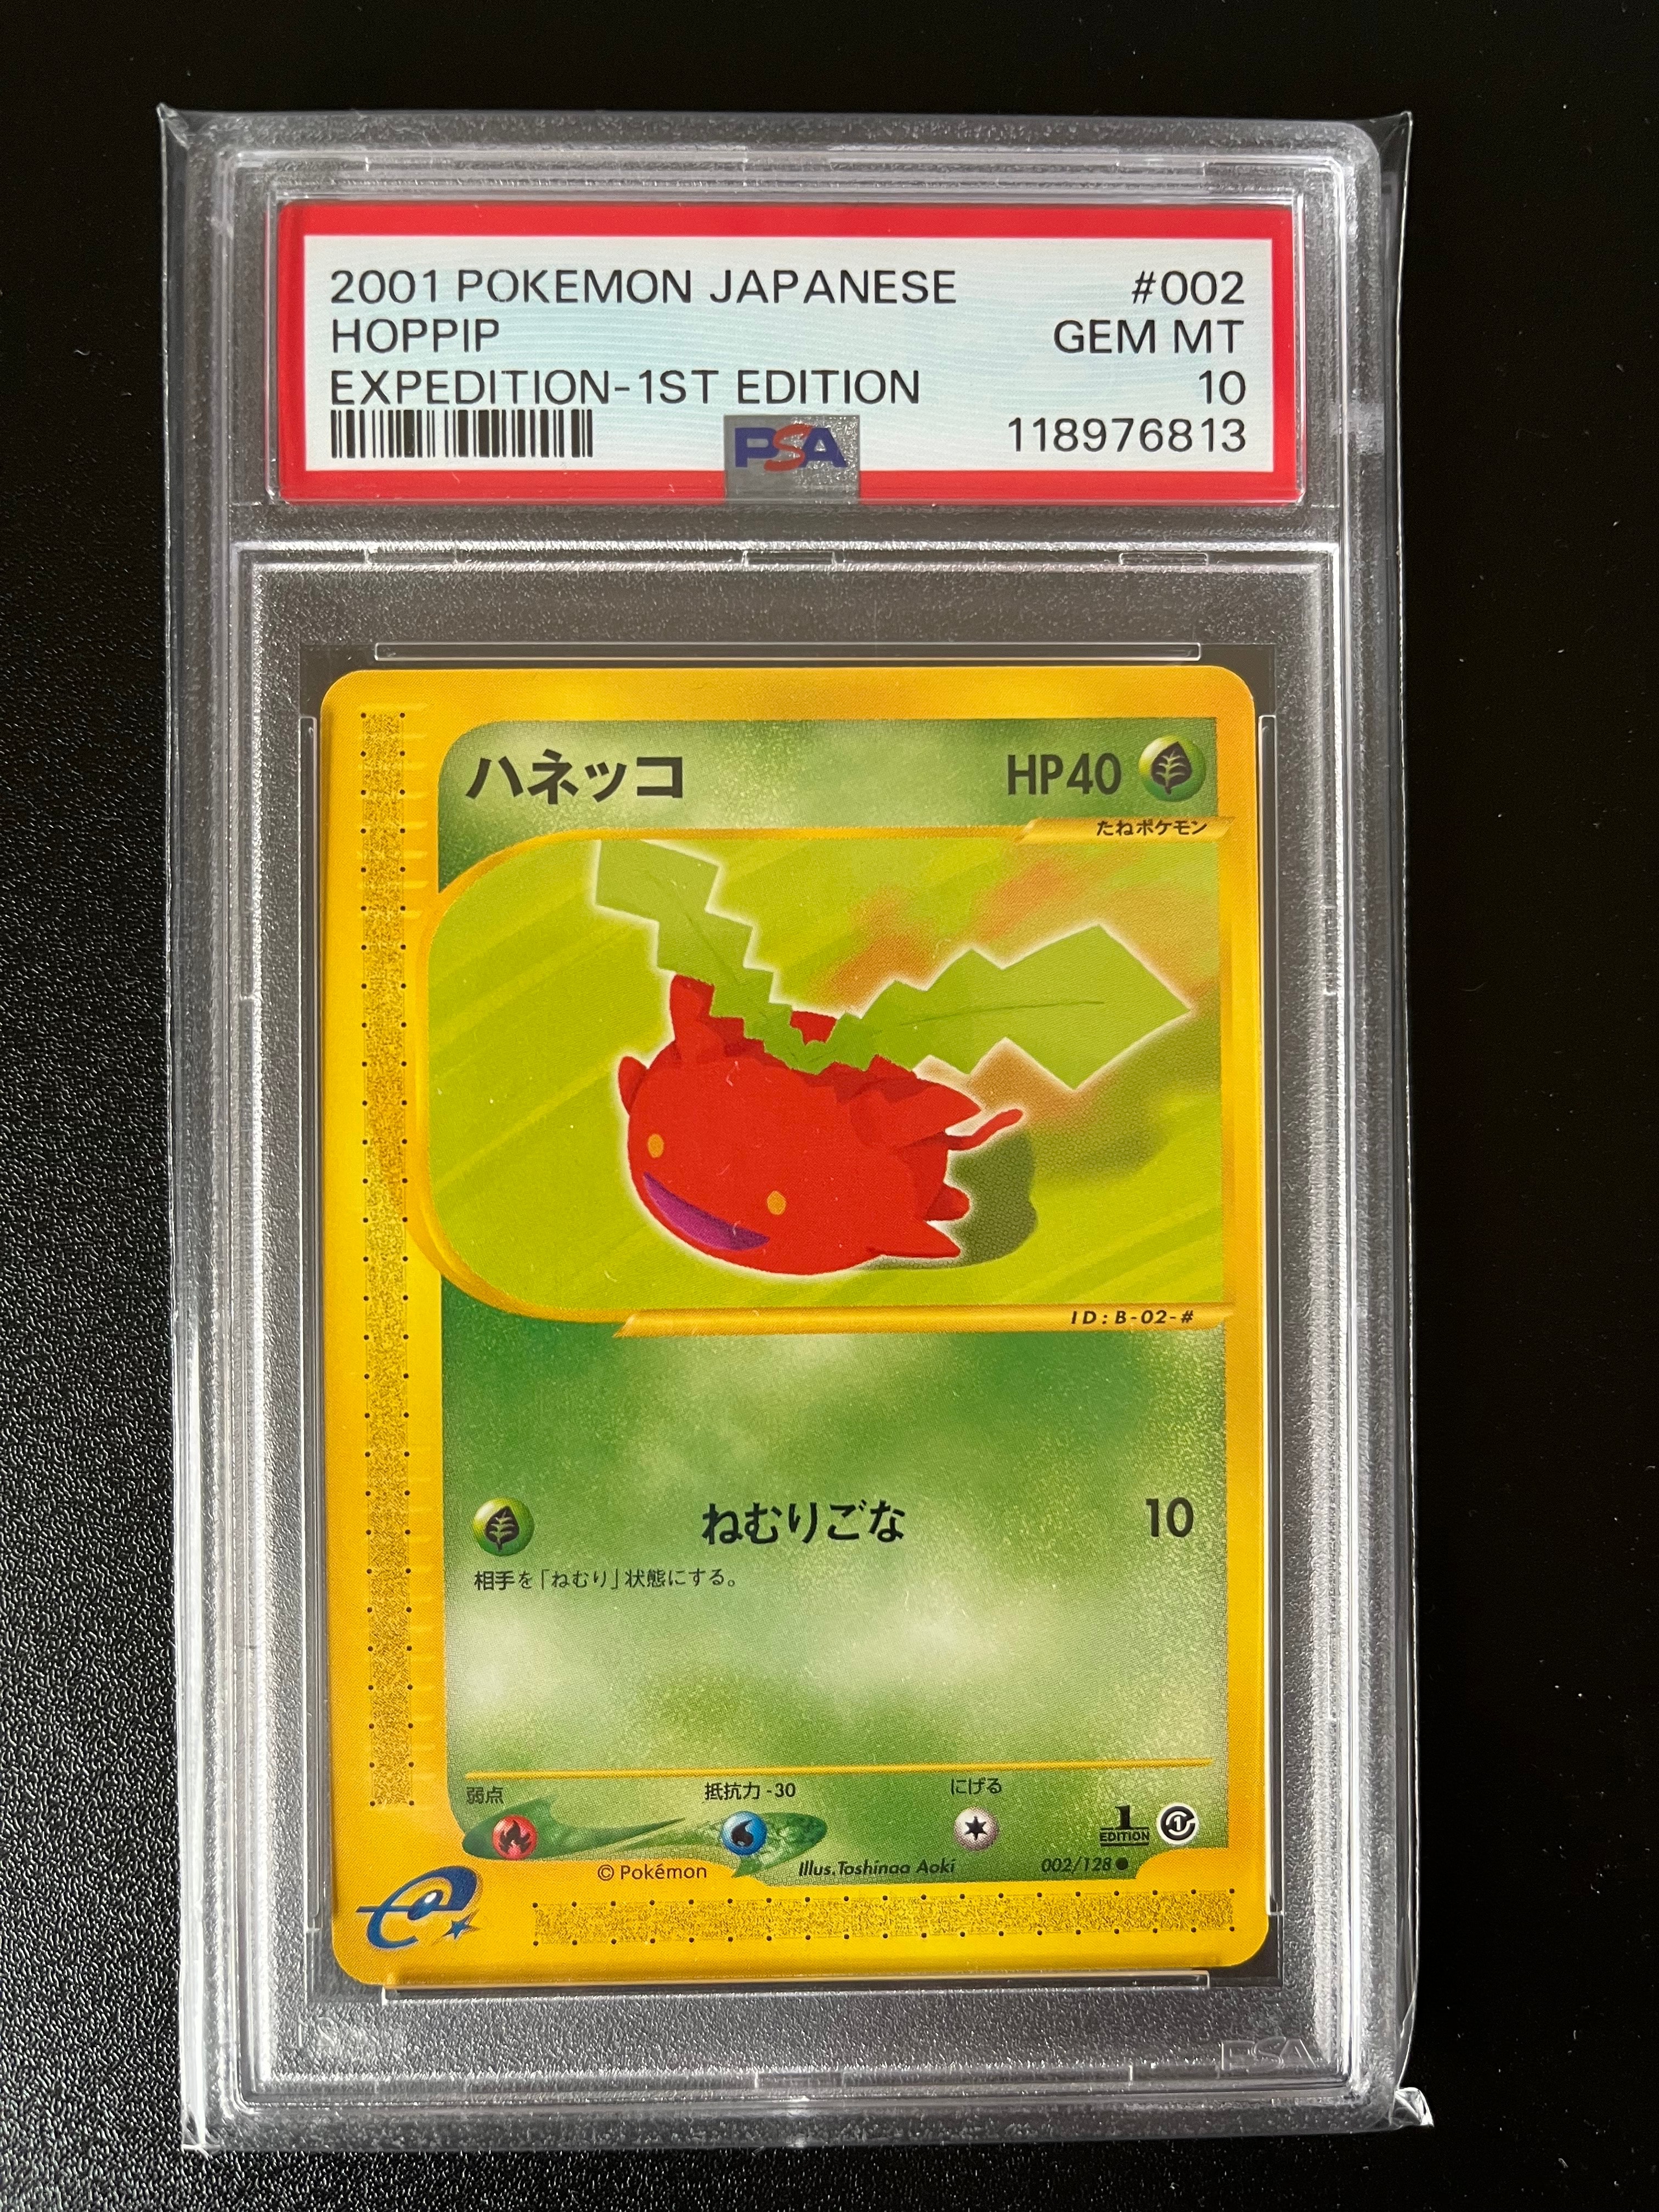 2001 POKEMON JAPANESE #002
HOPPIP GEM MT
EXPEDITION-1ST EDITION 10
PSA 118976813
ハネッコ HP40
たねポケモン
ID:B-02-#
ねむりごな 10
相手を「ねむり」状態にする。
弱点 抵抗力 -30 にげる
1 EDITION
© Pokémon Illus.Toshinao Aoki 002/128●
e
PSA